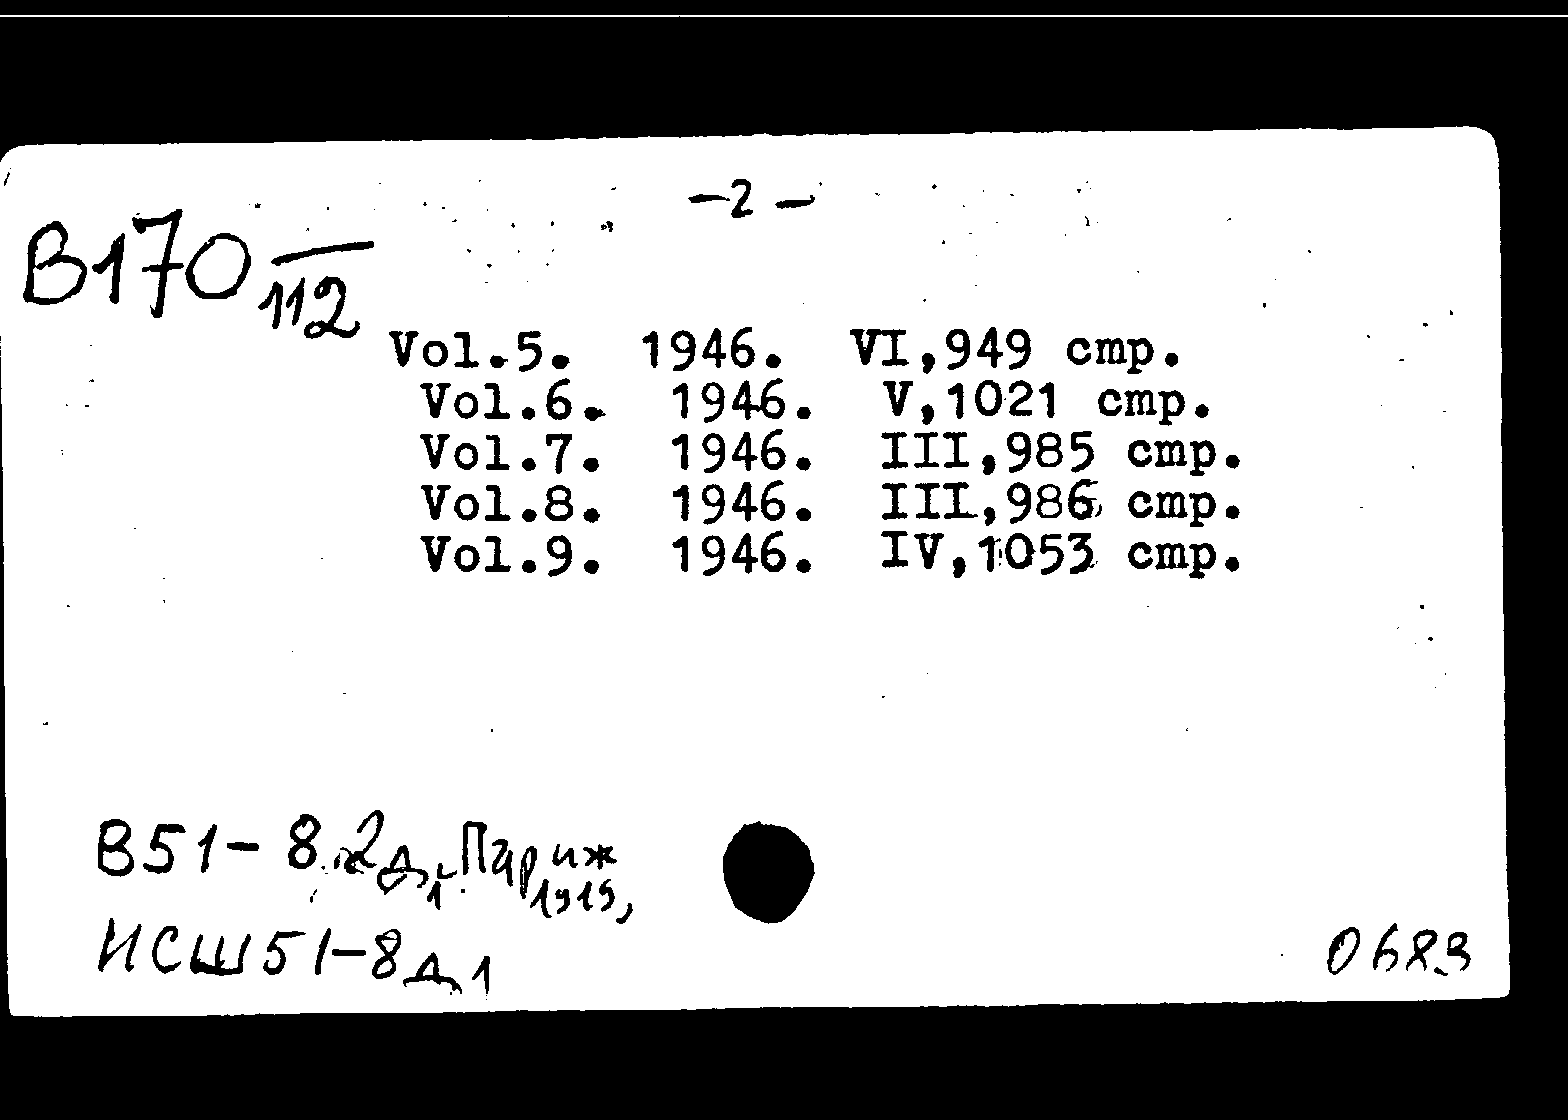 -2-
В170 —/112
Vol.5. 1946. VI,949 стр.
Vol.6. 1946. V,1021 стр.
Vol.7. 1946. III,985 стр.
Vol.8. 1946. III,986 стр.
Vol.9. 1946. IV,1053 стр.
В51-8 Париж
ИСШ51-8